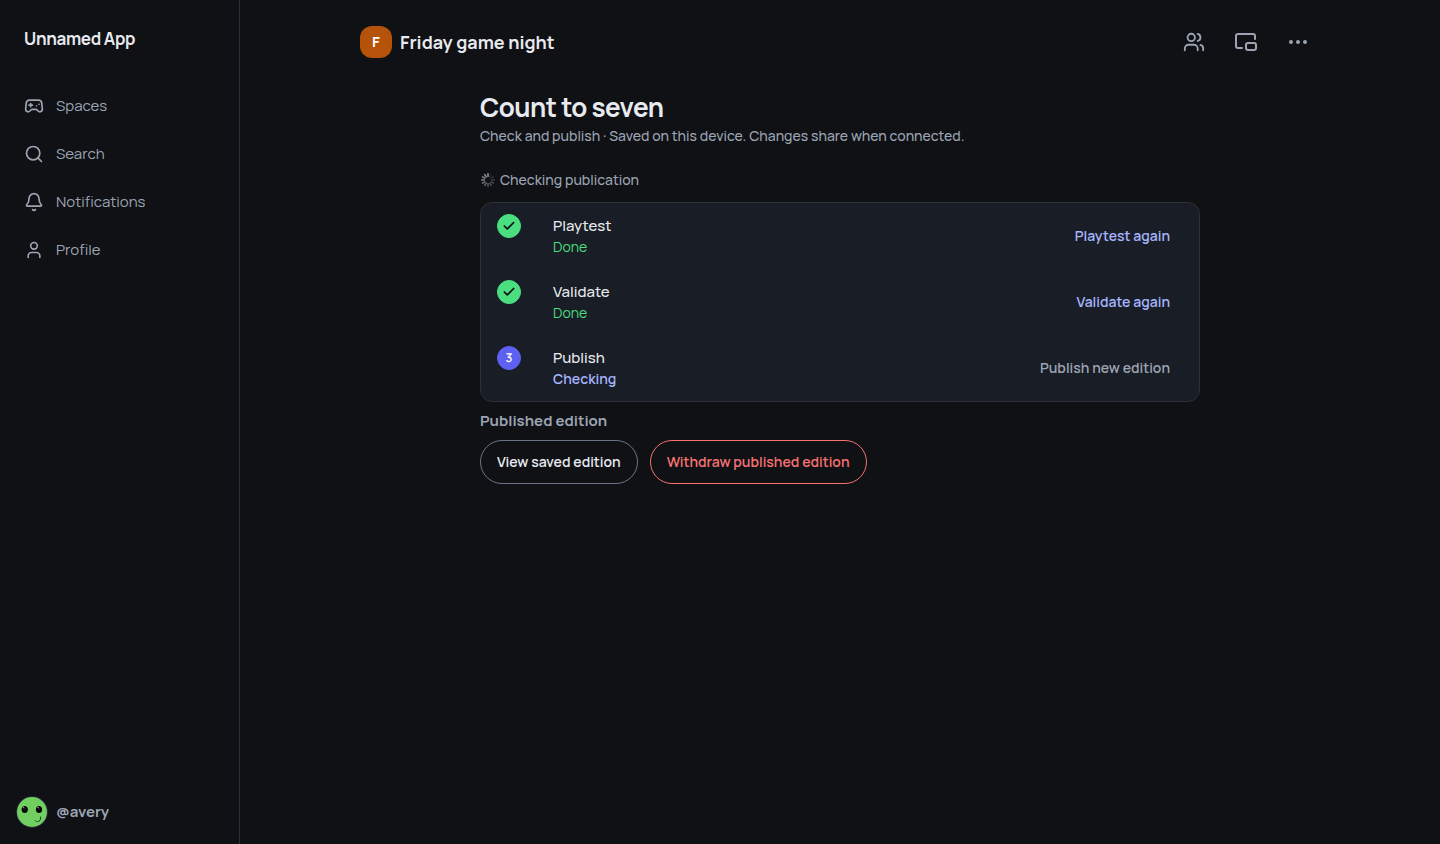 Unnamed App
Spaces
Search
Notifications
Profile
@avery
F Friday game night
Count to seven
Check and publish · Saved on this device. Changes share when connected.
Checking publication
Playtest
Done
Playtest again
Validate
Done
Validate again
3
Publish
Checking
Publish new edition
Published edition
View saved edition
Withdraw published edition